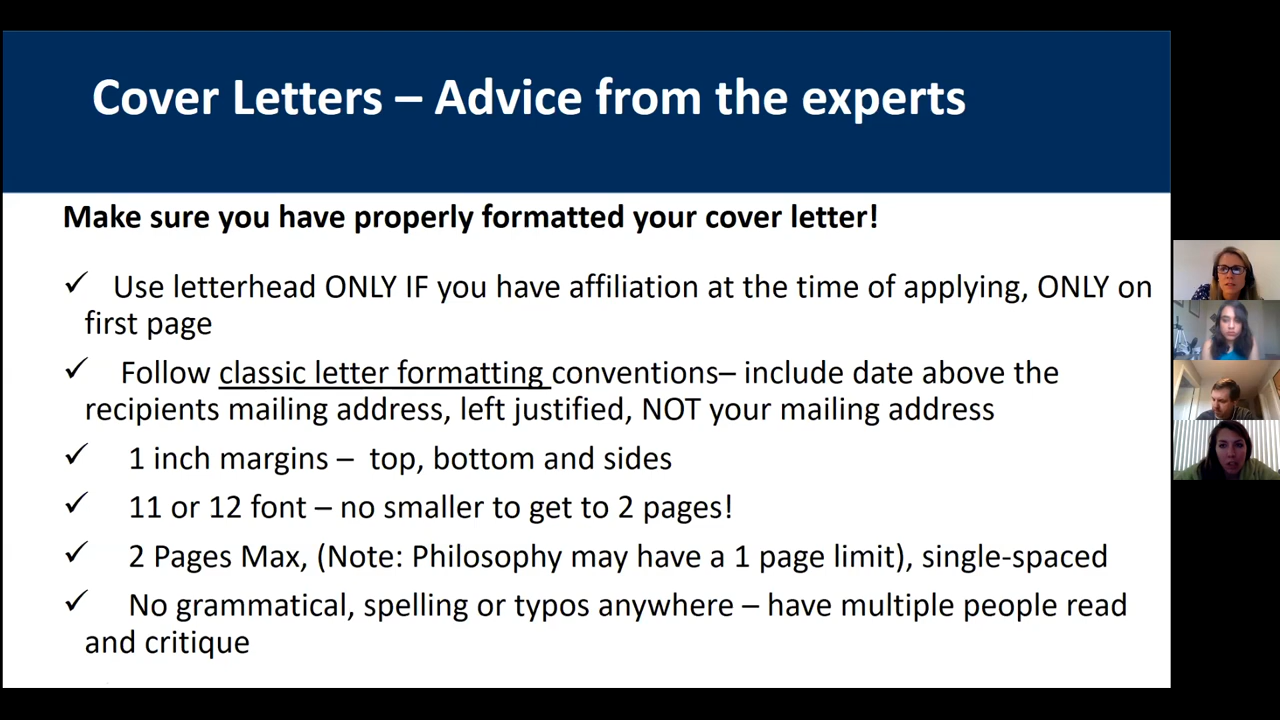 Cover Letters – Advice from the experts
Make sure you have properly formatted your cover letter!
✓ Use letterhead ONLY IF you have affiliation at the time of applying, ONLY on
first page
✓ Follow classic letter formatting conventions– include date above the
recipients mailing address, left justified, NOT your mailing address
✓ 1 inch margins – top, bottom and sides
✓ 11 or 12 font – no smaller to get to 2 pages!
✓ 2 Pages Max, (Note: Philosophy may have a 1 page limit), single-spaced
✓ No grammatical, spelling or typos anywhere – have multiple people read
and critique